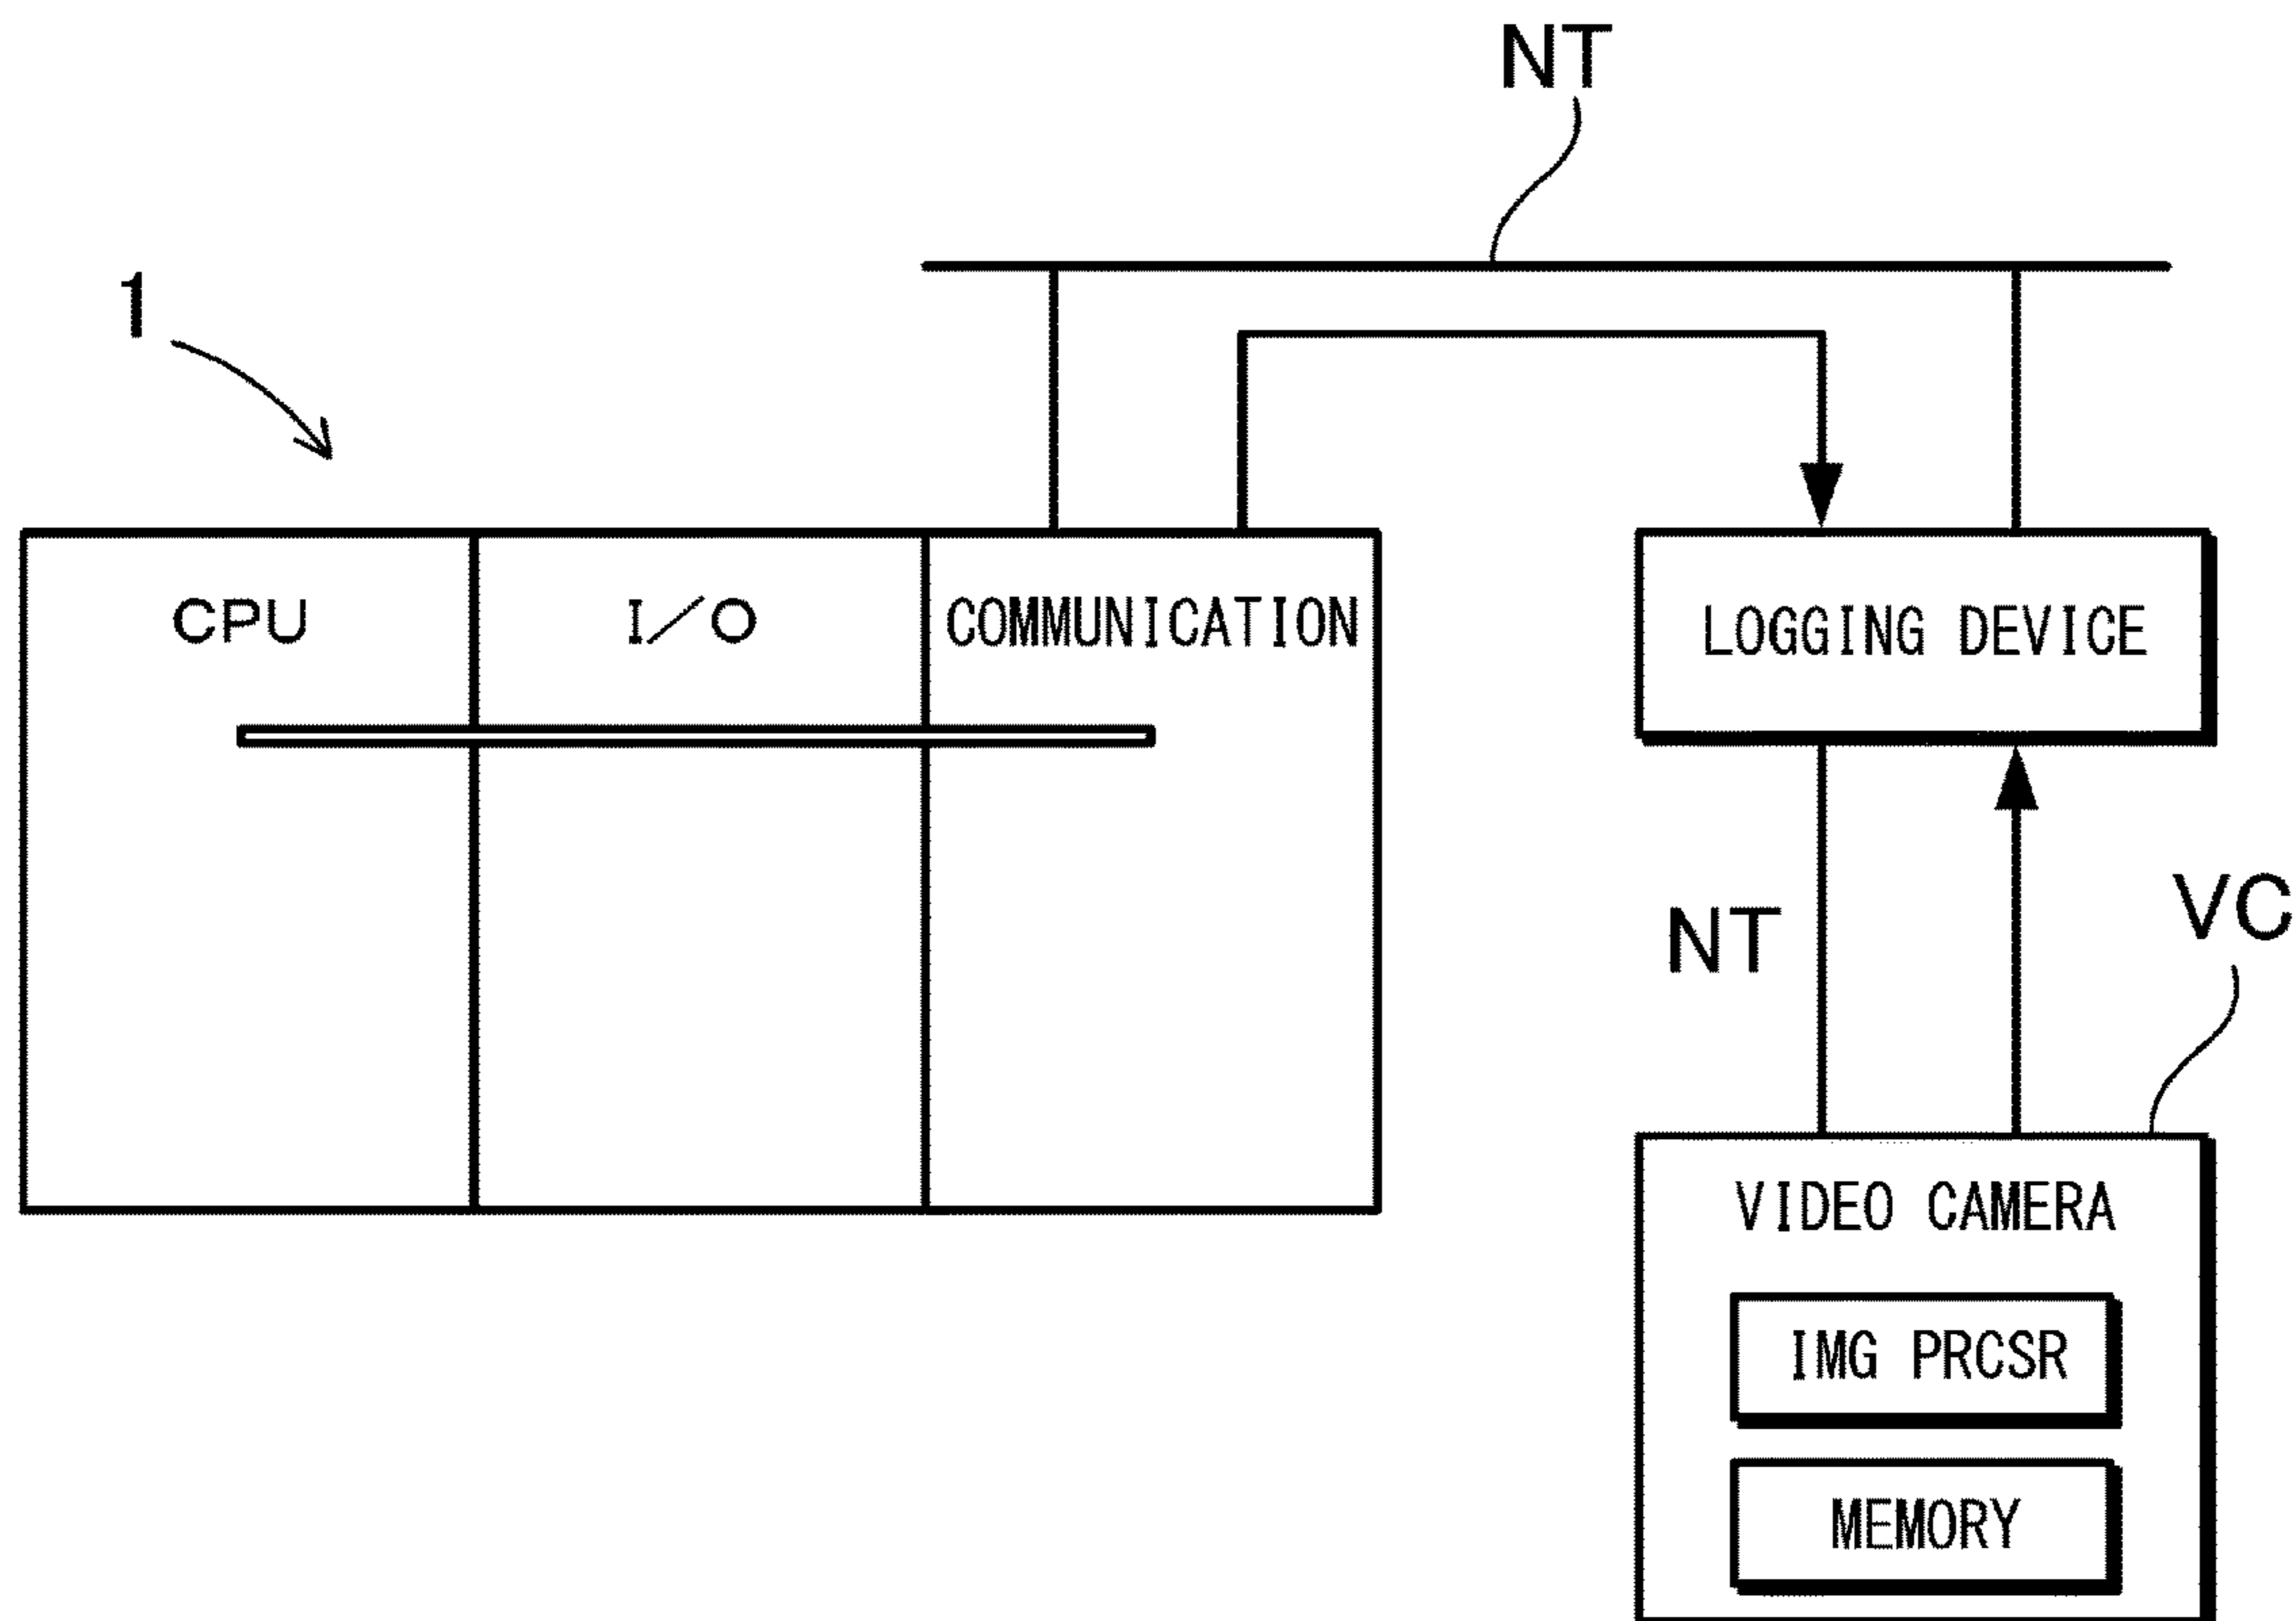 NT
1
CPU
I/O
COMMUNICATION
LOGGING DEVICE
NT
VC
VIDEO CAMERA
IMG PRCSR
MEMORY